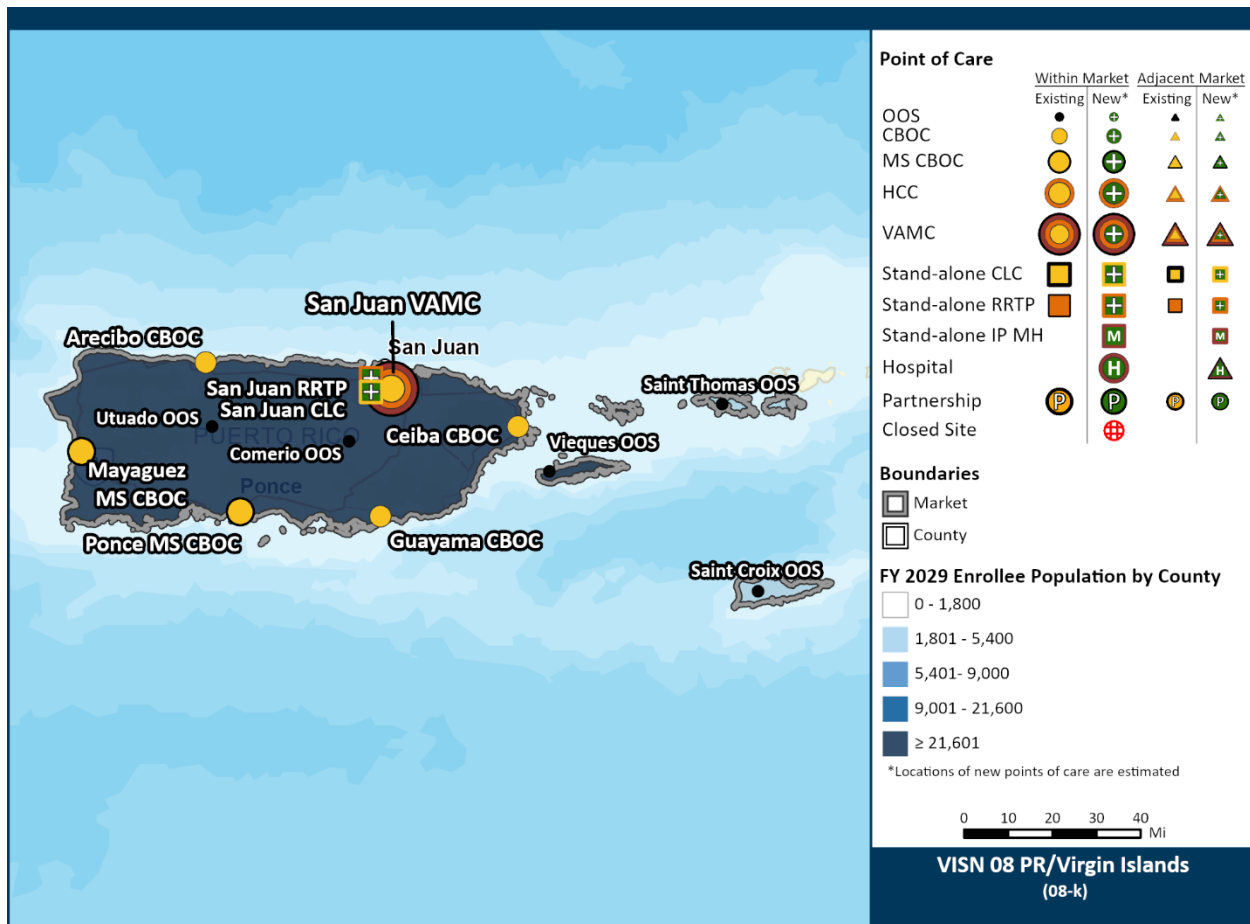 San Juan VAMC
Arecibo CBOC
San Juan
San Juan RRTP
San Juan CLC
Saint Thomas OOS
Utuado OOS
PUERTO RICO
Ceiba CBOC
Vieques OOS
Comerio OOS
Mayaguez
MS CBOC
Ponce
Ponce MS CBOC
Guayama CBOC
Saint Croix OOS
Point of Care
Within Market Adjacent Market
Existing New* Existing New*
OOS
CBOC
MS CBOC
HCC
VAMC
Stand-alone CLC
Stand-alone RRTP
Stand-alone IP MH
M M
Hospital
H H
Partnership
P P P P
Closed Site
Boundaries
Market
County
FY 2029 Enrollee Population by County
0 - 1,800
1,801 - 5,400
5,401- 9,000
9,001 - 21,600
≥ 21,601
*Locations of new points of care are estimated
0 10 20 30 40
Mi
VISN 08 PR/Virgin Islands
(08-k)